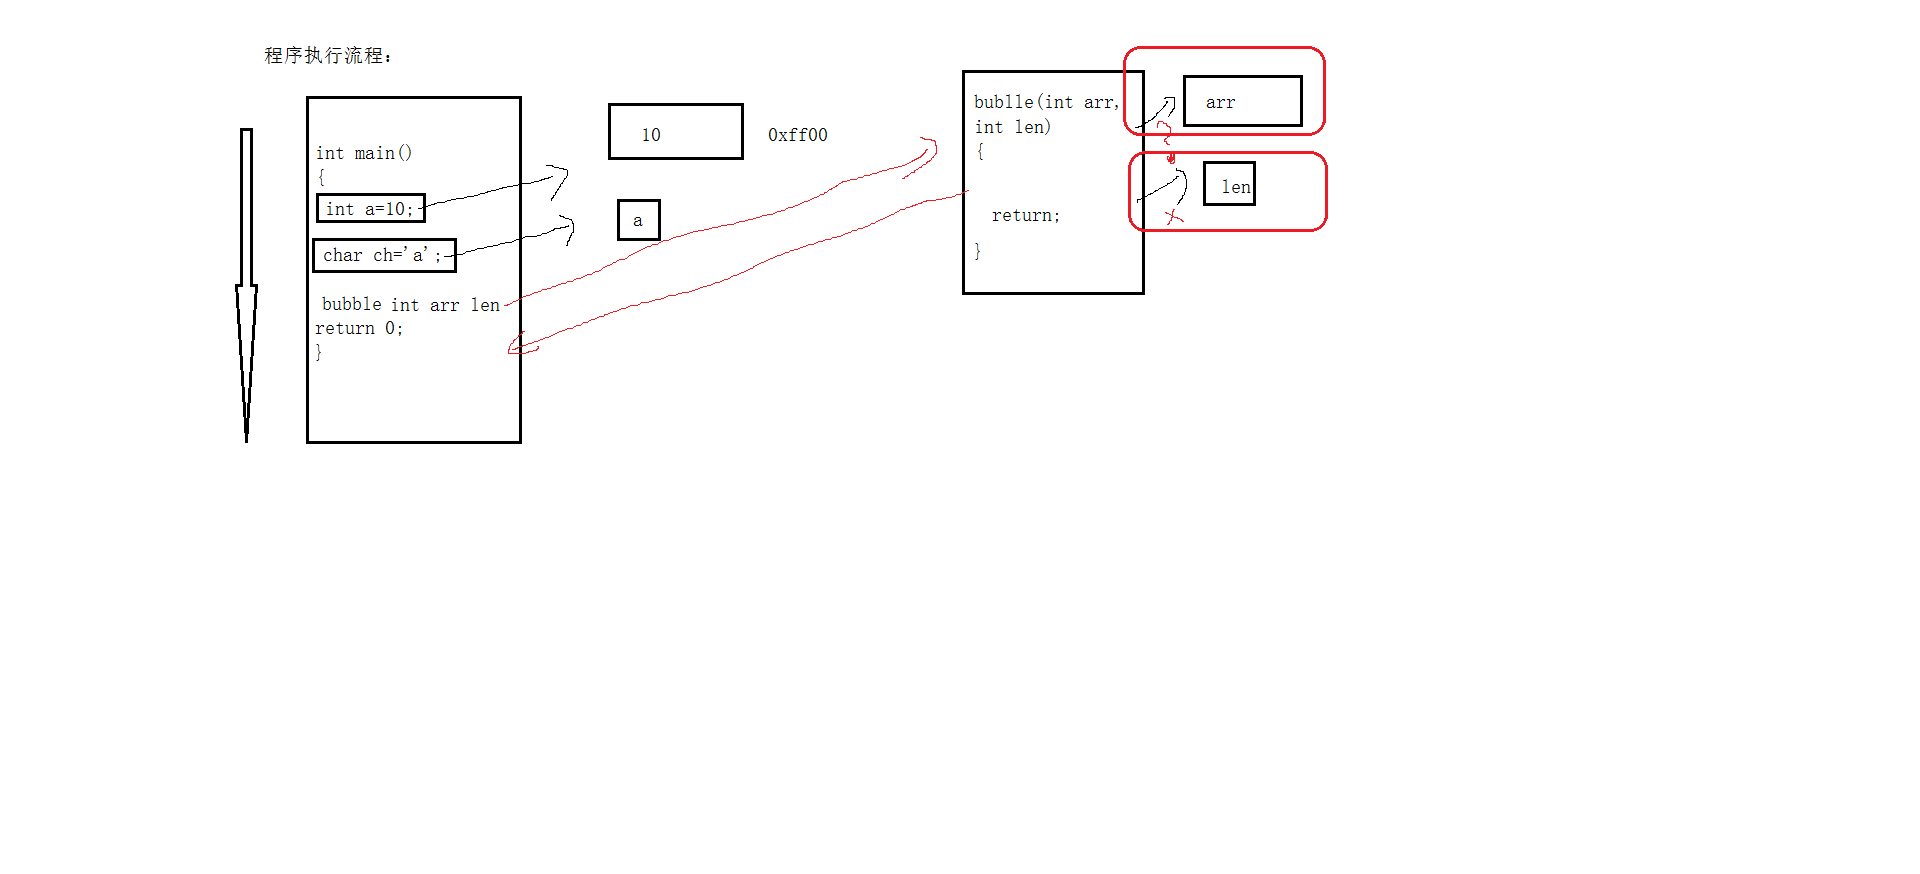 程序执行流程：
int main()
{
int a=10;
char ch='a';
bubble int arr len
return 0;
}
10
0xff00
a
bublle(int arr,
int len)
{
return;
}
arr
len